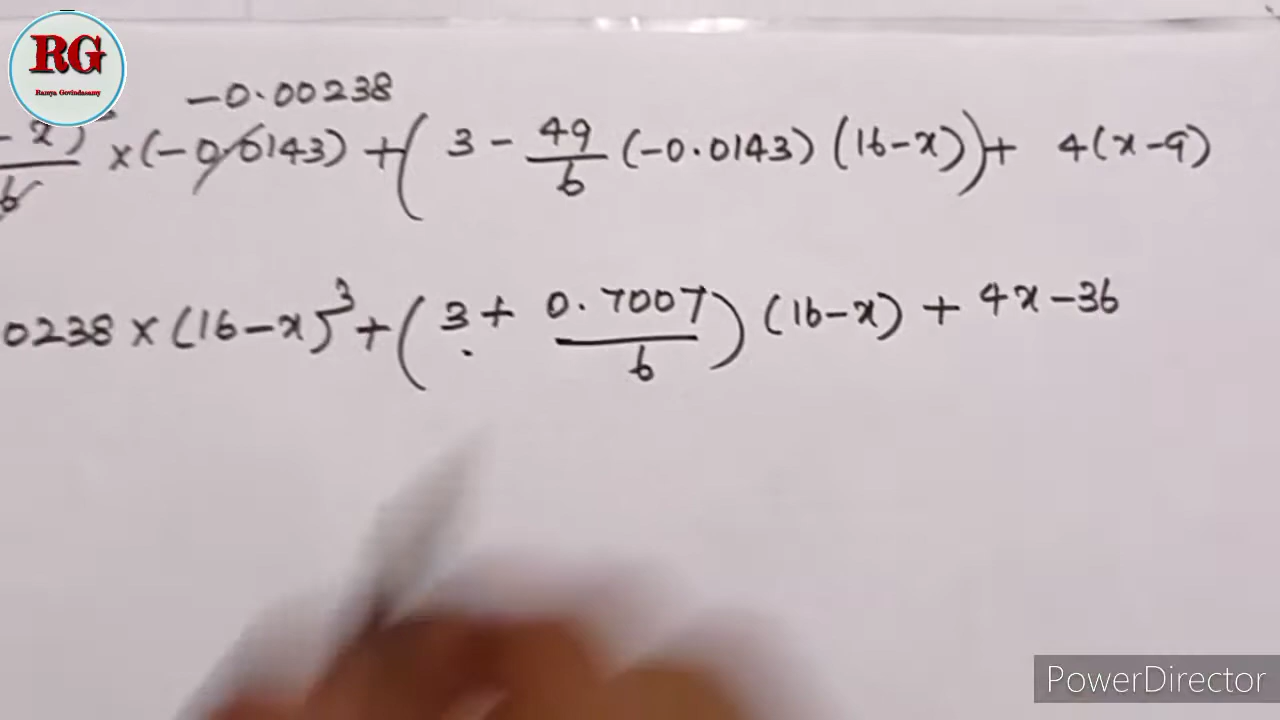 RG
Ramya Govindasamy
-0.00238
- x)
6 × (-0.0143) + ( 3 - 49/6 (-0.0143) (16-x)) + 4(x-9)
0238 × (16-x)^3 + ( 3 + 0.7007/6 ) (16-x) + 4x-36
PowerDirector